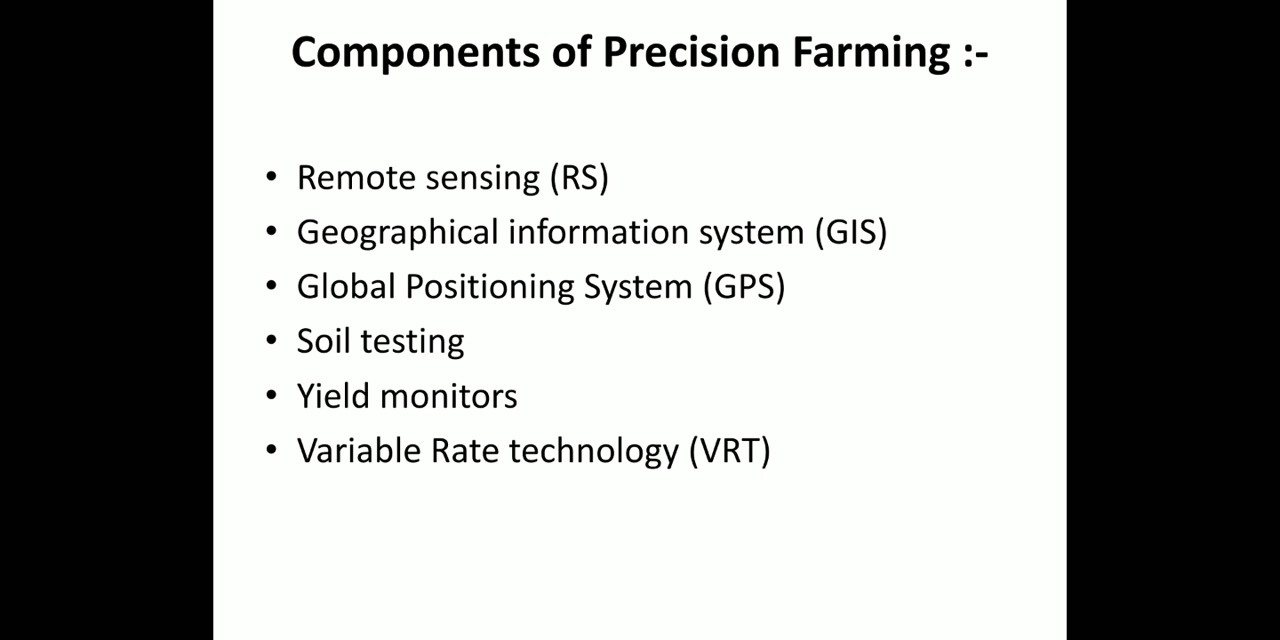 Components of Precision Farming :-
• Remote sensing (RS)
• Geographical information system (GIS)
• Global Positioning System (GPS)
• Soil testing
• Yield monitors
• Variable Rate technology (VRT)